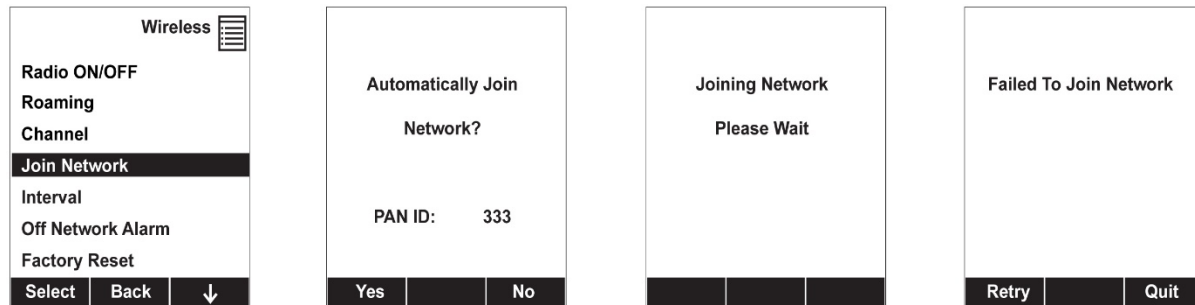 Wireless
Radio ON/OFF
Roaming
Channel
Join Network
Interval
Off Network Alarm
Factory Reset
Select Back ↓
Automatically Join
Network?
PAN ID: 333
Yes No
Joining Network
Please Wait
Failed To Join Network
Retry Quit